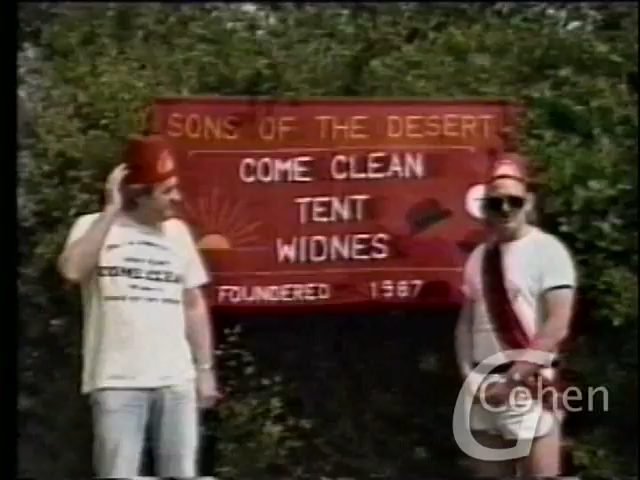 SONS OF THE DESERT
COME CLEAN
TENT
WIDNES
FOUNDERED 1987
COME CLEAN
G Cohen